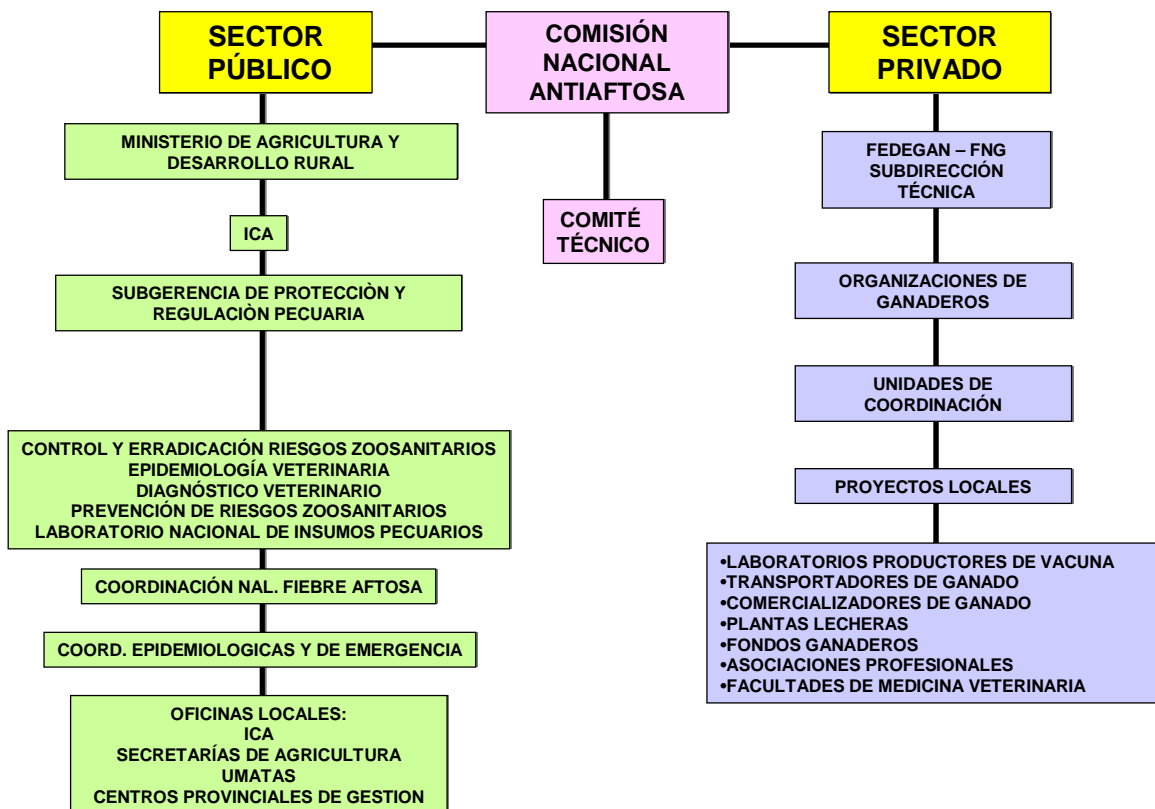 SECTOR
PÚBLICO
COMISIÓN
NACIONAL
ANTIAFTOSA
SECTOR
PRIVADO
MINISTERIO DE AGRICULTURA Y
DESARROLLO RURAL
ICA
SUBGERENCIA DE PROTECCIÒN Y
REGULACIÒN PECUARIA
CONTROL Y ERRADICACIÓN RIESGOS ZOOSANITARIOS
EPIDEMIOLOGÍA VETERINARIA
DIAGNÓSTICO VETERINARIO
PREVENCIÓN DE RIESGOS ZOOSANITARIOS
LABORATORIO NACIONAL DE INSUMOS PECUARIOS
COORDINACIÓN NAL. FIEBRE AFTOSA
COORD. EPIDEMIOLOGICAS Y DE EMERGENCIA
OFICINAS LOCALES:
ICA
SECRETARÍAS DE AGRICULTURA
UMATAS
CENTROS PROVINCIALES DE GESTION
COMITÉ
TÉCNICO
FEDEGAN – FNG
SUBDIRECCIÓN
TÉCNICA
ORGANIZACIONES DE
GANADEROS
UNIDADES DE
COORDINACIÓN
PROYECTOS LOCALES
•LABORATORIOS PRODUCTORES DE VACUNA
•TRANSPORTADORES DE GANADO
•COMERCIALIZADORES DE GANADO
•PLANTAS LECHERAS
•FONDOS GANADEROS
•ASOCIACIONES PROFESIONALES
•FACULTADES DE MEDICINA VETERINARIA